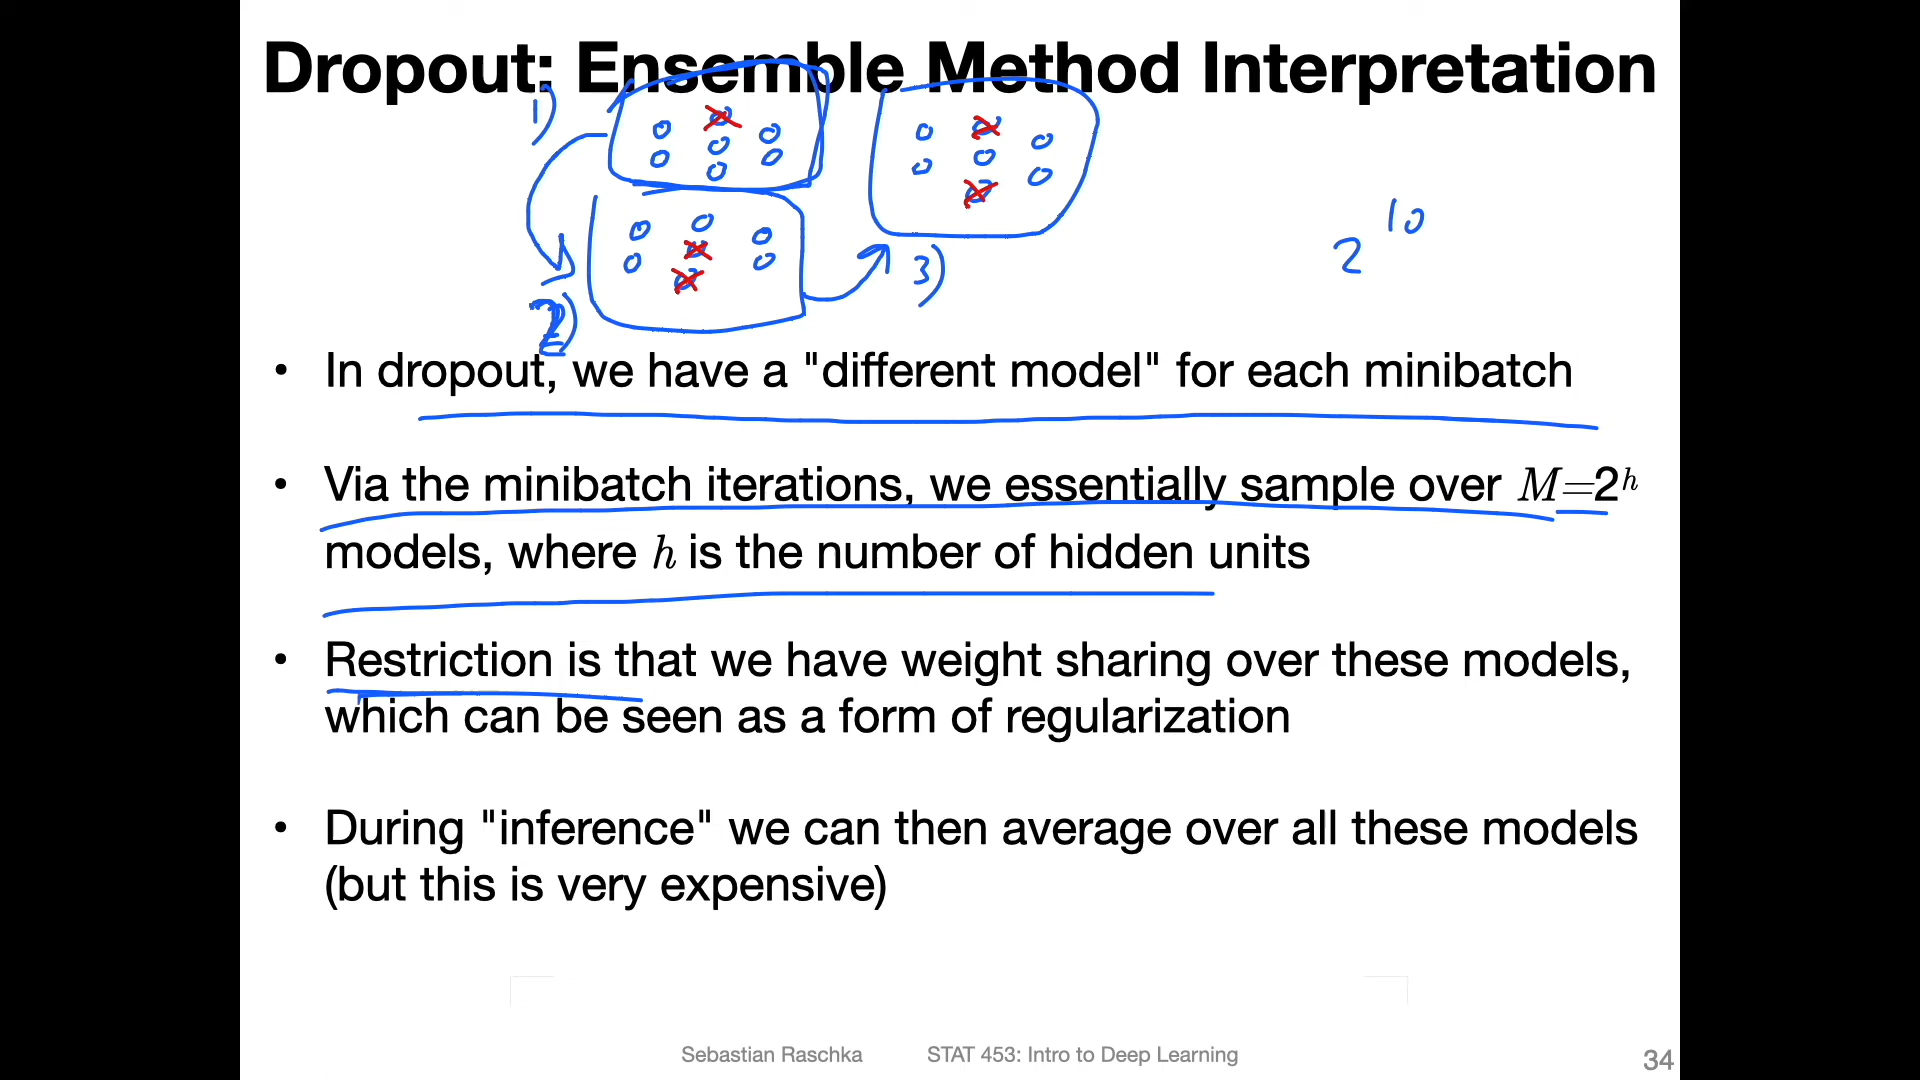 Dropout: Ensemble Method Interpretation
1)
2)
3)
2^10
• In dropout, we have a "different model" for each minibatch
• Via the minibatch iterations, we essentially sample over M=2^h
models, where h is the number of hidden units
• Restriction is that we have weight sharing over these models,
which can be seen as a form of regularization
• During "inference" we can then average over all these models
(but this is very expensive)
Sebastian Raschka STAT 453: Intro to Deep Learning 34